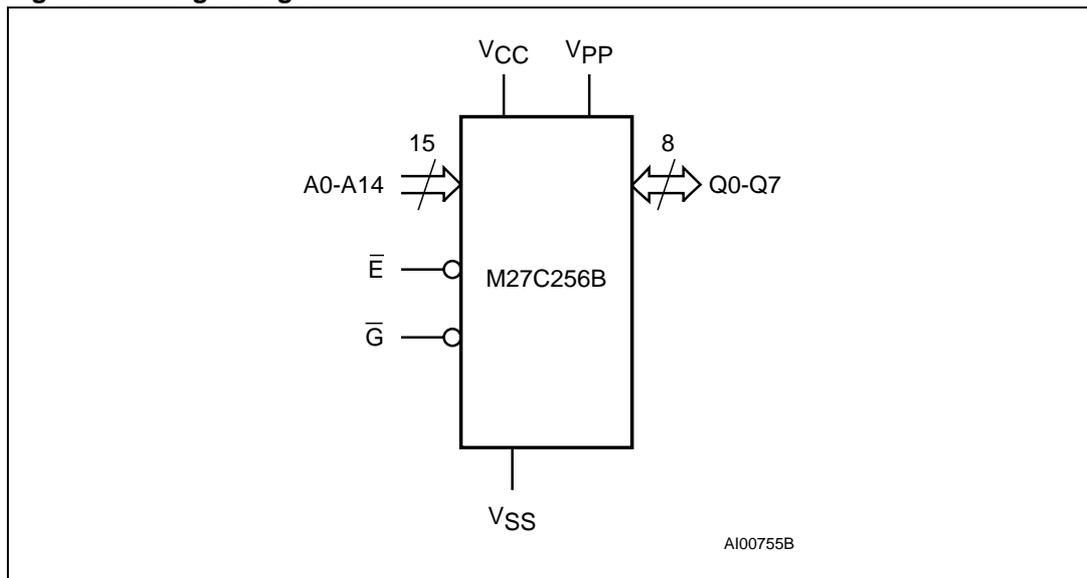 VCC VPP
15 8
A0-A14 Q0-Q7
E̅
M27C256B
G̅
VSS
AI00755B